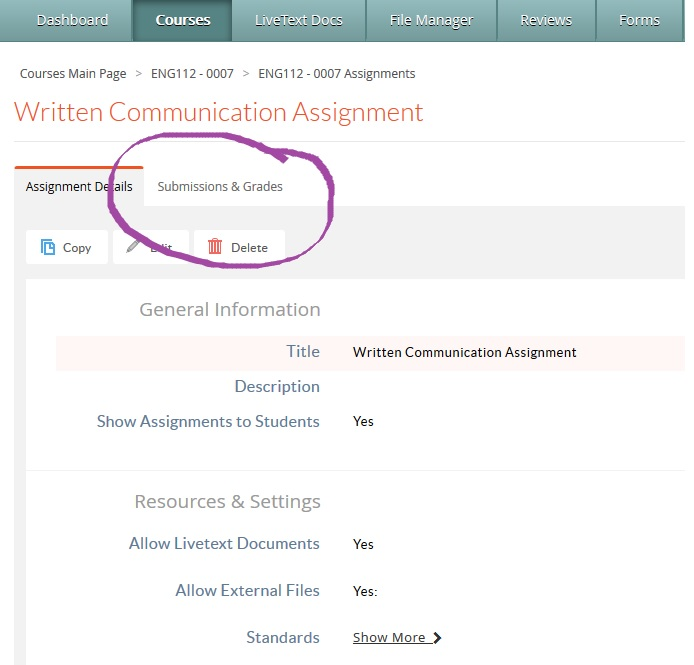 Dashboard Courses LiveText Docs File Manager Reviews Forms
Courses Main Page > ENG112 - 0007 > ENG112 - 0007 Assignments
Written Communication Assignment
Assignment Details Submissions & Grades
Copy Edit Delete
General Information
Title Written Communication Assignment
Description
Show Assignments to Students Yes
Resources & Settings
Allow Livetext Documents Yes
Allow External Files Yes:
Standards Show More >